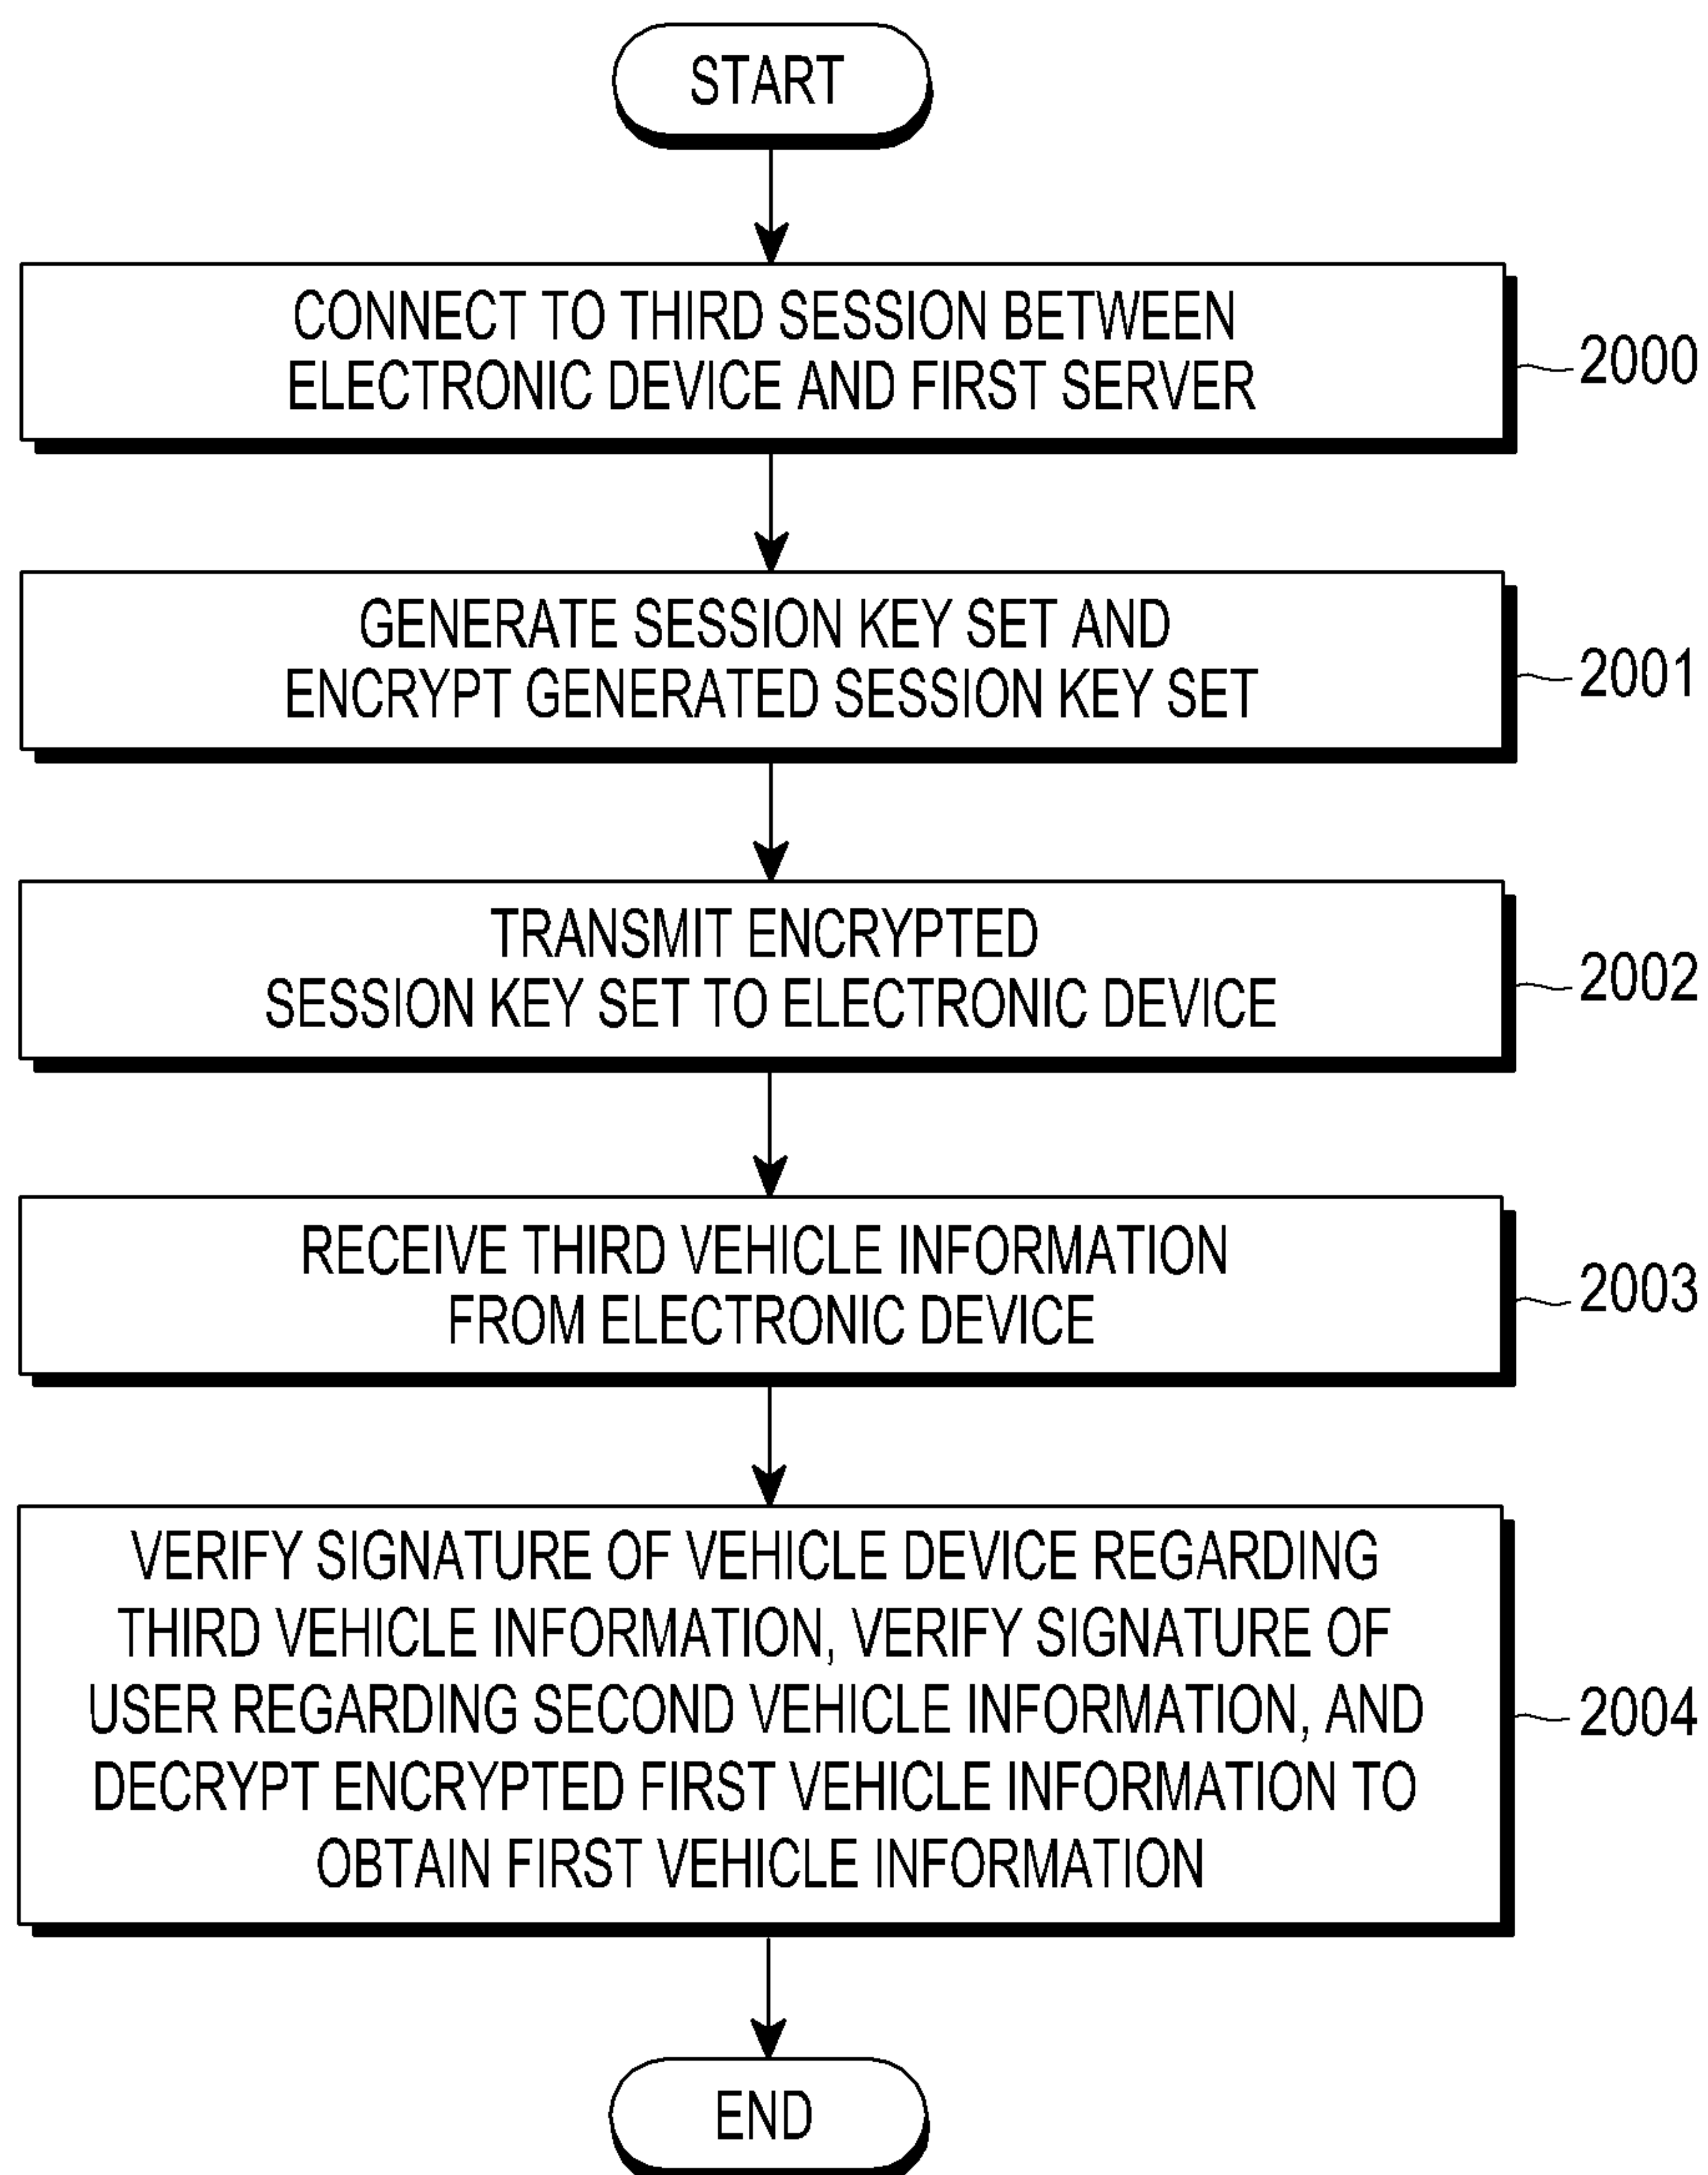 START
CONNECT TO THIRD SESSION BETWEEN
ELECTRONIC DEVICE AND FIRST SERVER
2000
GENERATE SESSION KEY SET AND
ENCRYPT GENERATED SESSION KEY SET
2001
TRANSMIT ENCRYPTED
SESSION KEY SET TO ELECTRONIC DEVICE
2002
RECEIVE THIRD VEHICLE INFORMATION
FROM ELECTRONIC DEVICE
2003
VERIFY SIGNATURE OF VEHICLE DEVICE REGARDING
THIRD VEHICLE INFORMATION, VERIFY SIGNATURE OF
USER REGARDING SECOND VEHICLE INFORMATION, AND
DECRYPT ENCRYPTED FIRST VEHICLE INFORMATION TO
OBTAIN FIRST VEHICLE INFORMATION
2004
END